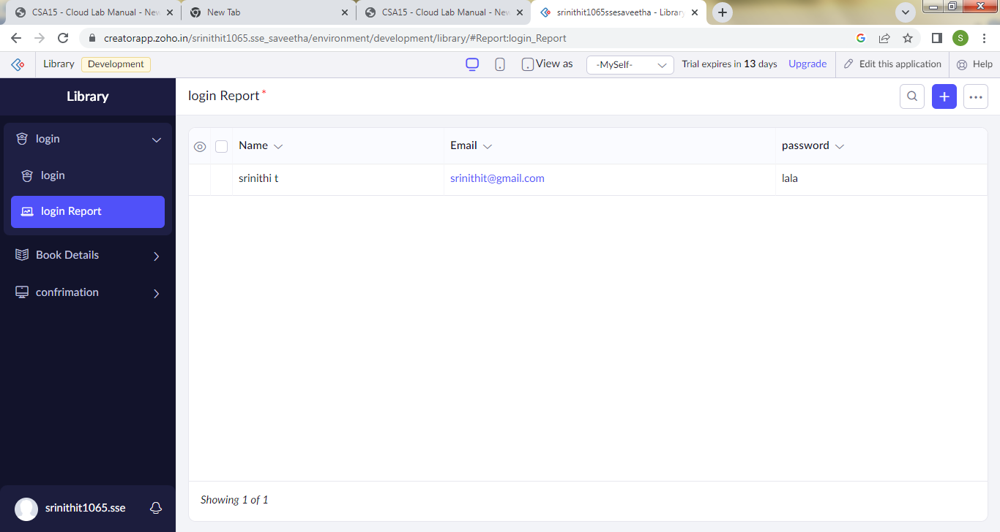 CSA15 - Cloud Lab Manual - New
New Tab
CSA15 - Cloud Lab Manual - New
srinithit1065ssesaveetha - Library
creatorapp.zoho.in/srinithit1065.sse_saveetha/environment/development/library/#Report:login_Report
S
Library
Development
View as
-MySelf-
Trial expires in 13 days
Upgrade
Edit this application
Help
Library
login Report *
login
login
login Report
Book Details
confrimation
Name
Email
password
srinithi t
srinithit@gmail.com
lala
Showing 1 of 1
srinithit1065.sse